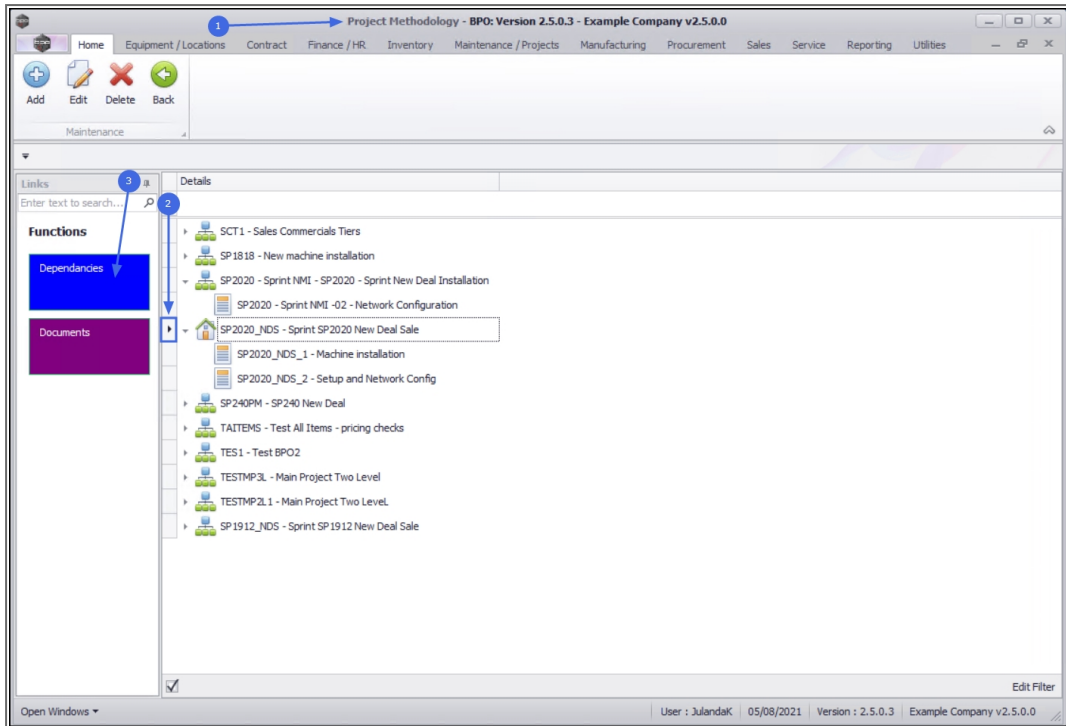 Project Methodology - BPO: Version 2.5.0.3 - Example Company v2.5.0.0
1
Home Equipment / Locations Contract Finance / HR Inventory Maintenance / Projects Manufacturing Procurement Sales Service Reporting Utilities
Add Edit Delete Back
Maintenance
Links 3 Details
Enter text to search... 2
Functions
Dependancies
Documents
SCT1 - Sales Commercials Tiers
SP1818 - New machine installation
SP2020 - Sprint NMI - SP2020 - Sprint New Deal Installation
SP2020 - Sprint NMI -02 - Network Configuration
SP2020_NDS - Sprint SP2020 New Deal Sale
SP2020_NDS_1 - Machine installation
SP2020_NDS_2 - Setup and Network Config
SP240PM - SP240 New Deal
TAITEMS - Test All Items - pricing checks
TES1 - Test BPO2
TESTMP3L - Main Project Two Level
TESTMP2L1 - Main Project Two LeveL
SP1912_NDS - Sprint SP1912 New Deal Sale
Edit Filter
Open Windows User : JulandaK 05/08/2021 Version : 2.5.0.3 Example Company v2.5.0.0